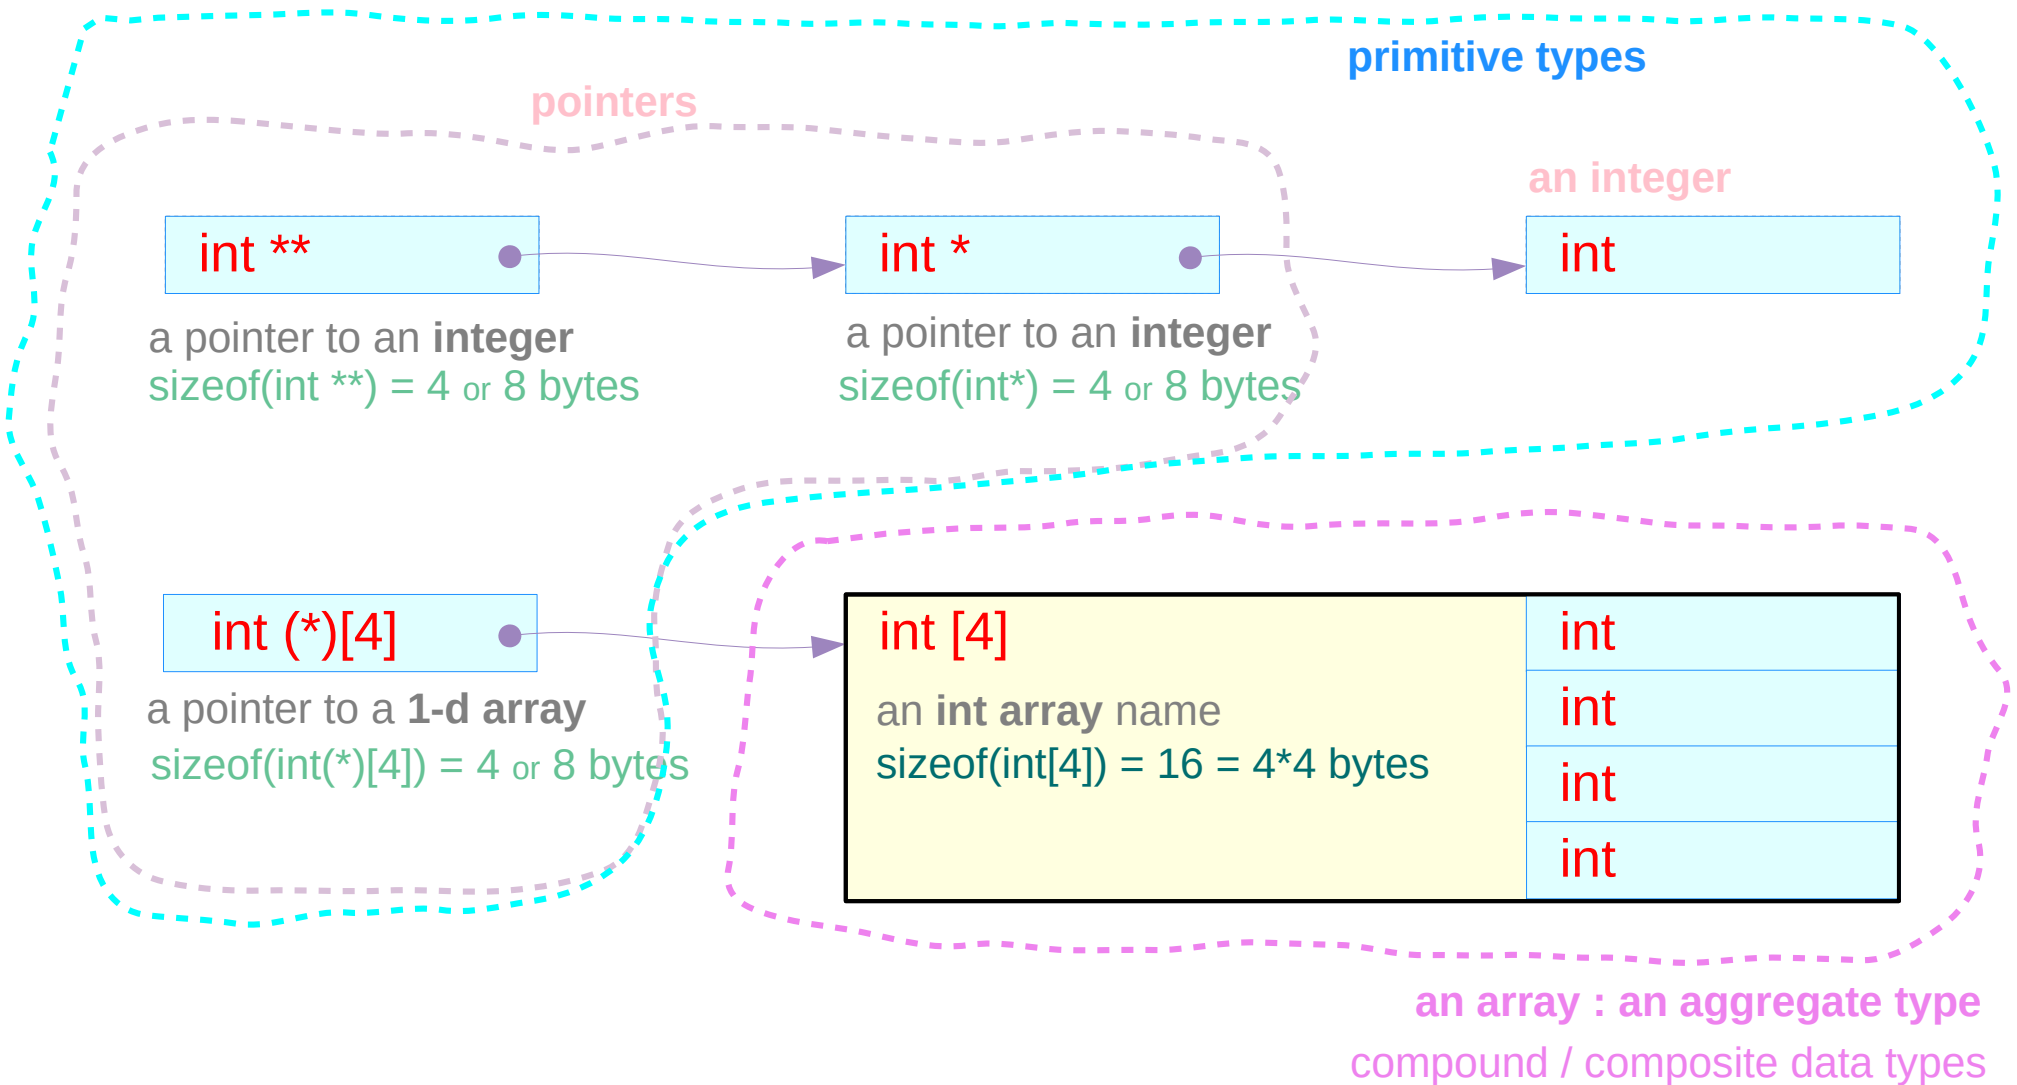 primitive types
pointers
an integer
int **
int *
int
a pointer to an integer
sizeof(int **) = 4 or 8 bytes
a pointer to an integer
sizeof(int*) = 4 or 8 bytes
int (*)[4]
a pointer to a 1-d array
sizeof(int(*)[4]) = 4 or 8 bytes
int [4]
an int array name
sizeof(int[4]) = 16 = 4*4 bytes
int
int
int
int
an array : an aggregate type
compound / composite data types